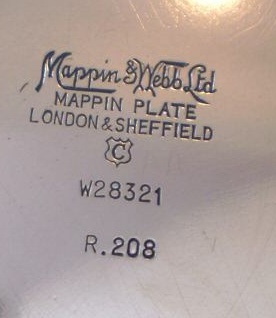 Mappin & Webb Ltd
MAPPIN PLATE
LONDON & SHEFFIELD
C
W28321
R.208